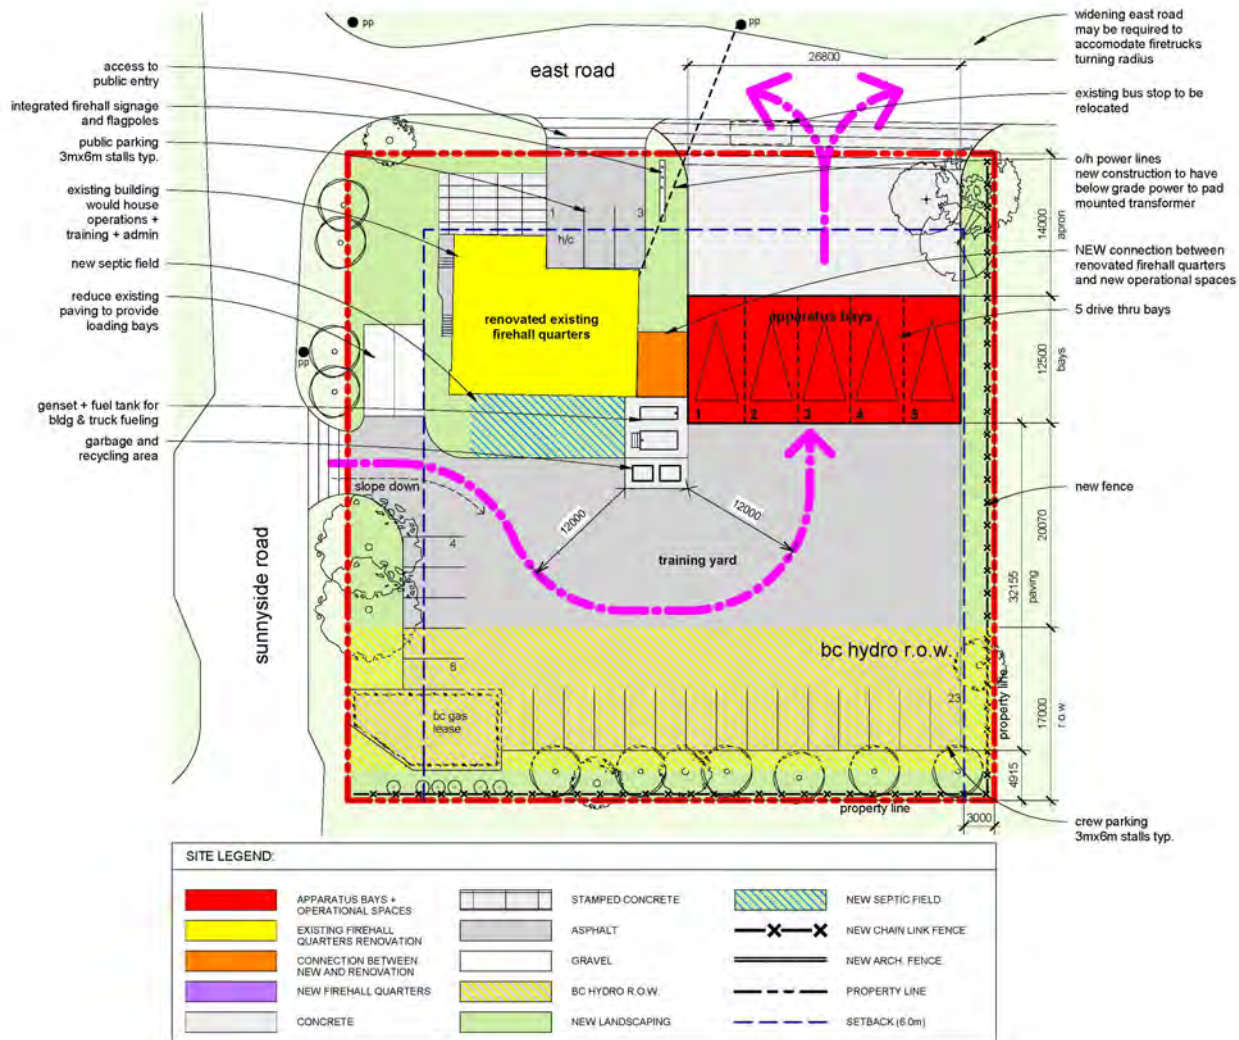 pp
pp
east road
26800
widening east road
may be required to
accomodate firetrucks
turning radius
access to
public entry
integrated firehall signage
and flagpoles
public parking
3mx6m stalls typ.
existing building
would house
operations +
training + admin
new septic field
reduce existing
paving to provide
loading bays
genset + fuel tank for
bldg & truck fueling
garbage and
recycling area
existing bus stop to be
relocated
o/h power lines
new construction to have
below grade power to pad
mounted transformer
NEW connection between
renovated firehall quarters
and new operational spaces
5 drive thru bays
new fence
crew parking
3mx6m stalls typ.
1
3
h/c
renovated existing
firehall quarters
apparatus bays
1
2
3
4
5
14000
apron
12500
bays
20070
32155
paving
17000
r.o.w
4915
3000
pp
slope down
12000
12000
training yard
4
sunnyside road
bc hydro r.o.w.
23
bc gas
lease
property line
property line
SITE LEGEND:
APPARATUS BAYS +
OPERATIONAL SPACES
EXISTING FIREHALL
QUARTERS RENOVATION
CONNECTION BETWEEN
NEW AND RENOVATION
NEW FIREHALL QUARTERS
CONCRETE
STAMPED CONCRETE
ASPHALT
GRAVEL
BC HYDRO R.O.W.
NEW LANDSCAPING
NEW SEPTIC FIELD
NEW CHAIN LINK FENCE
NEW ARCH. FENCE
PROPERTY LINE
SETBACK (6.0m)